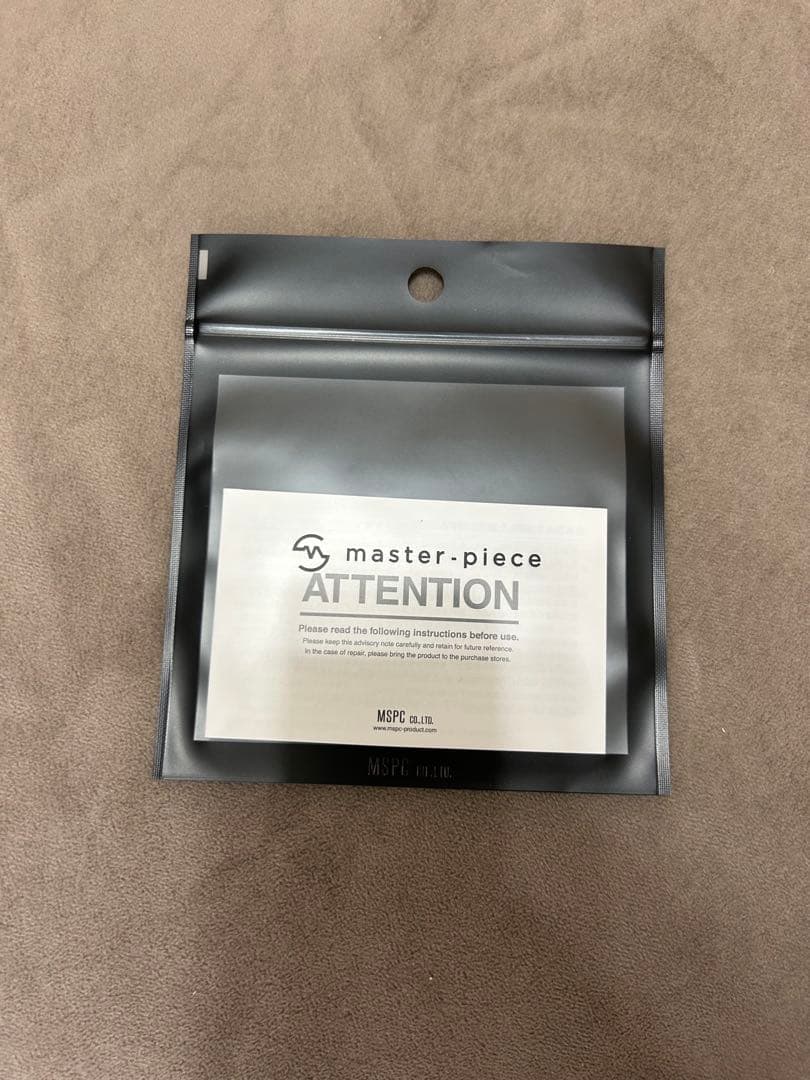 master-piece
ATTENTION
Please read the following instructions before use.
Please keep this advisory note carefully and retain for future reference.
In the case of repair, please bring the product to the purchase stores.
MSPC CO.,LTD.
www.mspc-product.com
MSPC CO.,LTD.